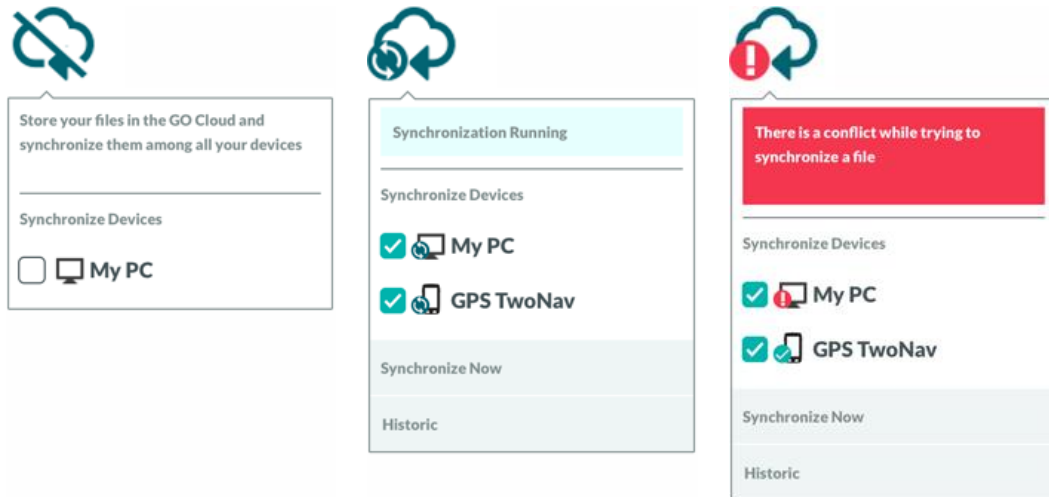 Store your files in the GO Cloud and
synchronize them among all your devices
Synchronize Devices
My PC
Synchronization Running
Synchronize Devices
My PC
GPS TwoNav
Synchronize Now
Historic
There is a conflict while trying to
synchronize a file
Synchronize Devices
My PC
GPS TwoNav
Synchronize Now
Historic